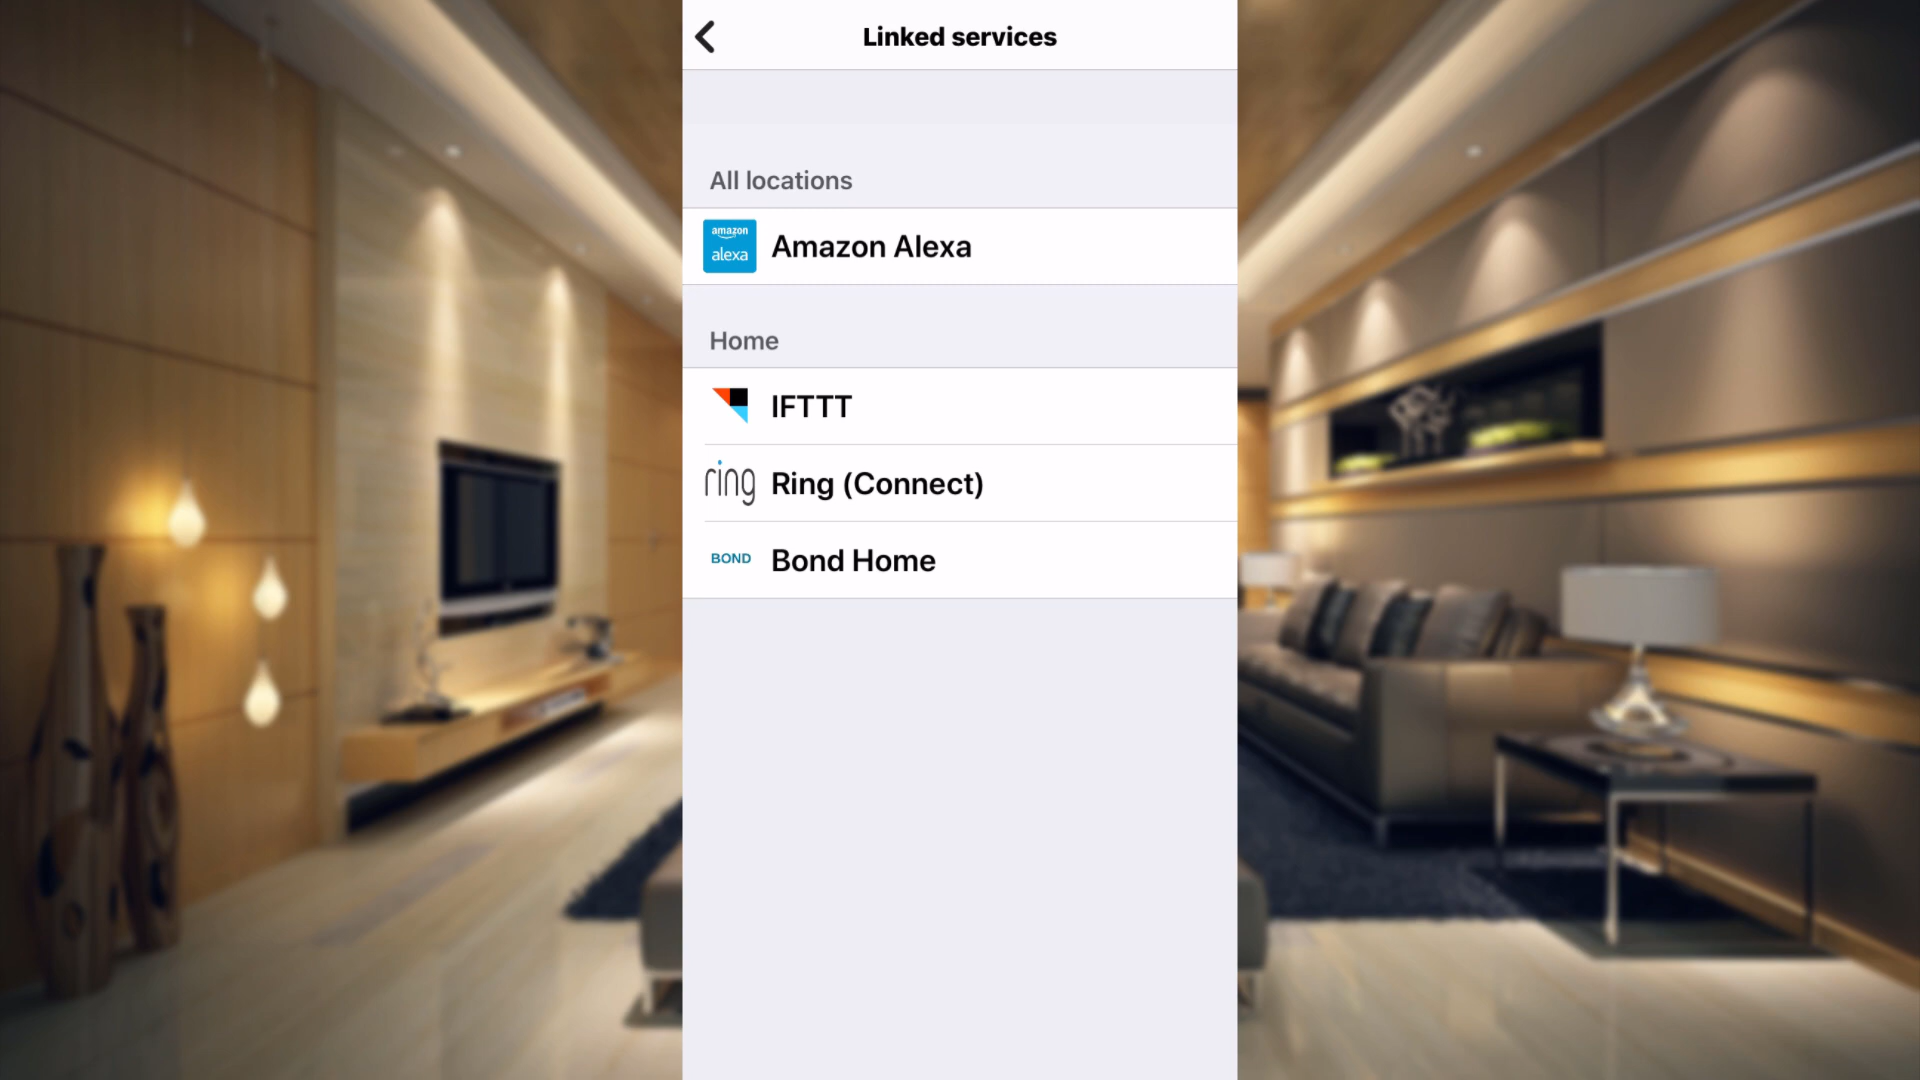 Linked services
All locations
amazon
alexa
Amazon Alexa
Home
IFTTT
ring
Ring (Connect)
BOND
Bond Home